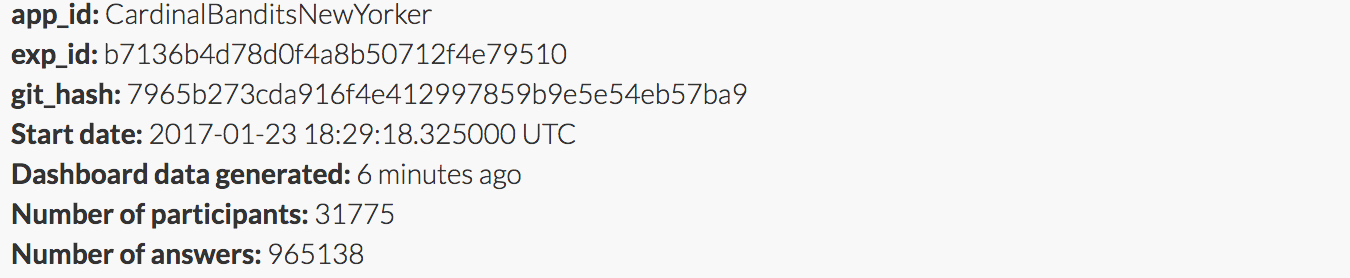 app_id: CardinalBanditsNewYorker
exp_id: b7136b4d78d0f4a8b50712f4e79510
git_hash: 7965b273cda916f4e412997859b9e5e54eb57ba9
Start date: 2017-01-23 18:29:18.325000 UTC
Dashboard data generated: 6 minutes ago
Number of participants: 31775
Number of answers: 965138